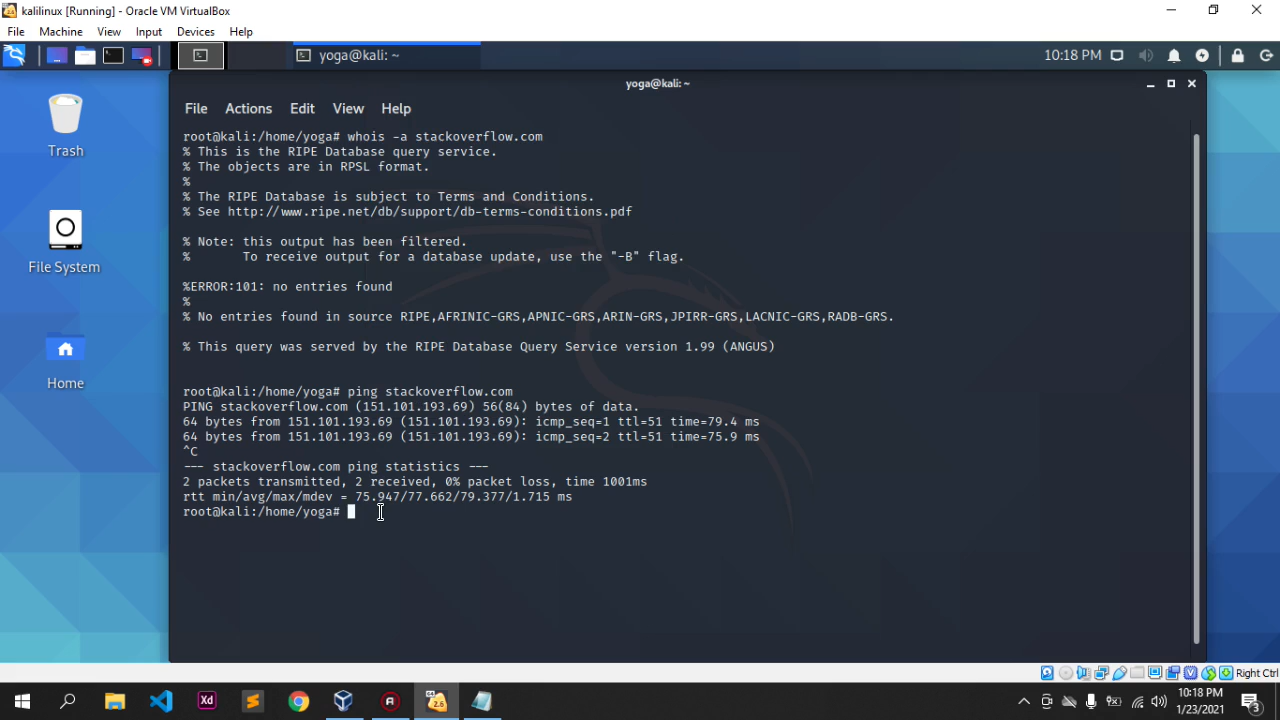 kalilinux [Running] - Oracle VM VirtualBox
File Machine View Input Devices Help
yoga@kali: ~
10:18 PM
yoga@kali: ~
File Actions Edit View Help
Trash
File System
Home
root@kali:/home/yoga# whois -a stackoverflow.com
% This is the RIPE Database query service.
% The objects are in RPSL format.
%
% The RIPE Database is subject to Terms and Conditions.
% See http://www.ripe.net/db/support/db-terms-conditions.pdf
% Note: this output has been filtered.
%       To receive output for a database update, use the "-B" flag.
%ERROR:101: no entries found
%
% No entries found in source RIPE,AFRINIC-GRS,APNIC-GRS,ARIN-GRS,JPIRR-GRS,LACNIC-GRS,RADB-GRS.
% This query was served by the RIPE Database Query Service version 1.99 (ANGUS)
root@kali:/home/yoga# ping stackoverflow.com
PING stackoverflow.com (151.101.193.69) 56(84) bytes of data.
64 bytes from 151.101.193.69 (151.101.193.69): icmp_seq=1 ttl=51 time=79.4 ms
64 bytes from 151.101.193.69 (151.101.193.69): icmp_seq=2 ttl=51 time=75.9 ms
^C
--- stackoverflow.com ping statistics ---
2 packets transmitted, 2 received, 0% packet loss, time 1001ms
rtt min/avg/max/mdev = 75.947/77.662/79.377/1.715 ms
root@kali:/home/yoga#
Right Ctrl
Xd
2.6
10:18 PM
1/23/2021
3